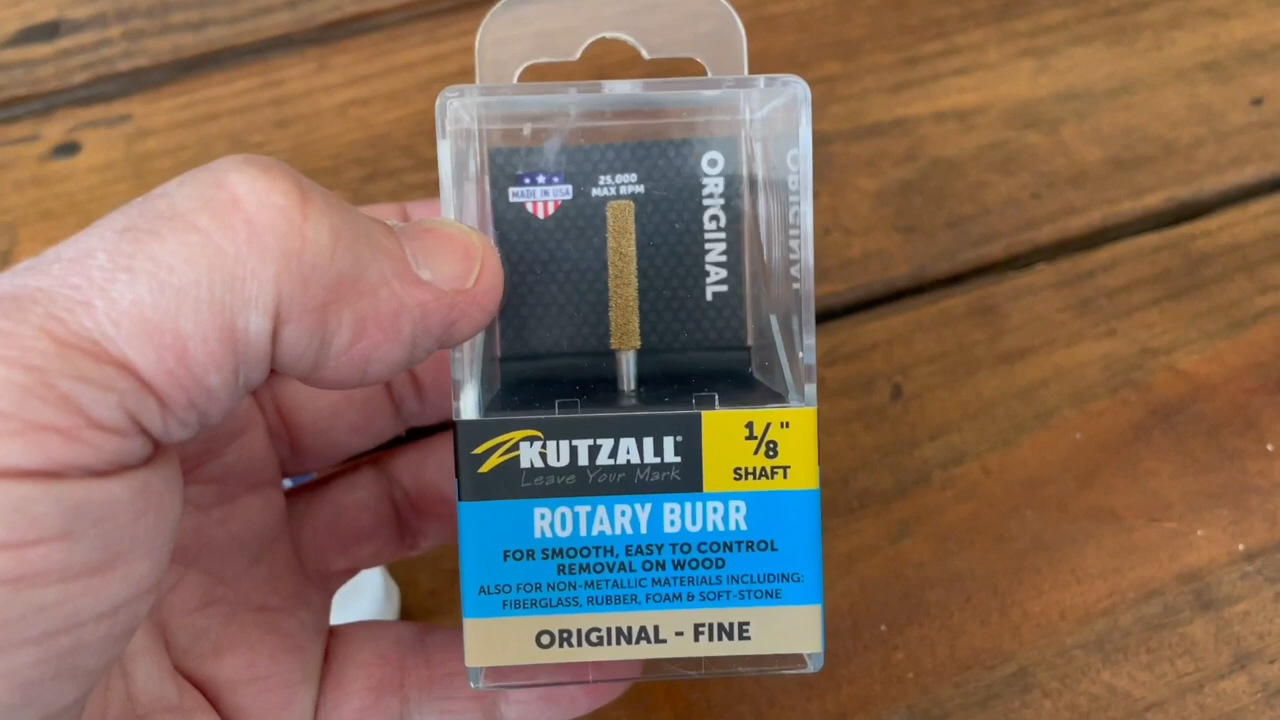 MADE IN USA
25,000
MAX RPM
ORIGINAL
ORIGINAL
KUTZALL®
Leave Your Mark
1/8"
SHAFT
ROTARY BURR
FOR SMOOTH, EASY TO CONTROL
REMOVAL ON WOOD
ALSO FOR NON-METALLIC MATERIALS INCLUDING:
FIBERGLASS, RUBBER, FOAM & SOFT-STONE
ORIGINAL - FINE